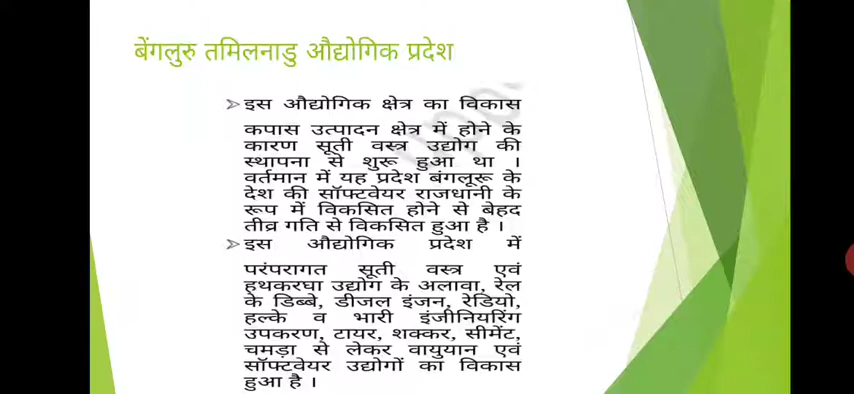 बेंगलुरु तमिलनाडु औद्योगिक प्रदेश
➢इस औद्योगिक क्षेत्र का विकास
कपास उत्पादन क्षेत्र में होने के
कारण सूती वस्त्र उद्योग की
स्थापना से शुरू हुआ था ।
वर्तमान में यह प्रदेश बंगलूरू के
देश की सॉफ्टवेयर राजधानी के
रूप में विकसित होने से बेहद
तीव्र गति से विकसित हुआ है ।
➢इस औद्योगिक प्रदेश में
परंपरागत सूती वस्त्र एवं
हथकरघा उद्योग के अलावा, रेल
के डिब्बे, डीजल इंजन, रेडियो,
हल्के व भारी इंजीनियरिंग
उपकरण, टायर, शक्कर, सीमेंट,
चमड़ा से लेकर वायुयान एवं
सॉफ्टवेयर उद्योगों का विकास
हुआ है ।